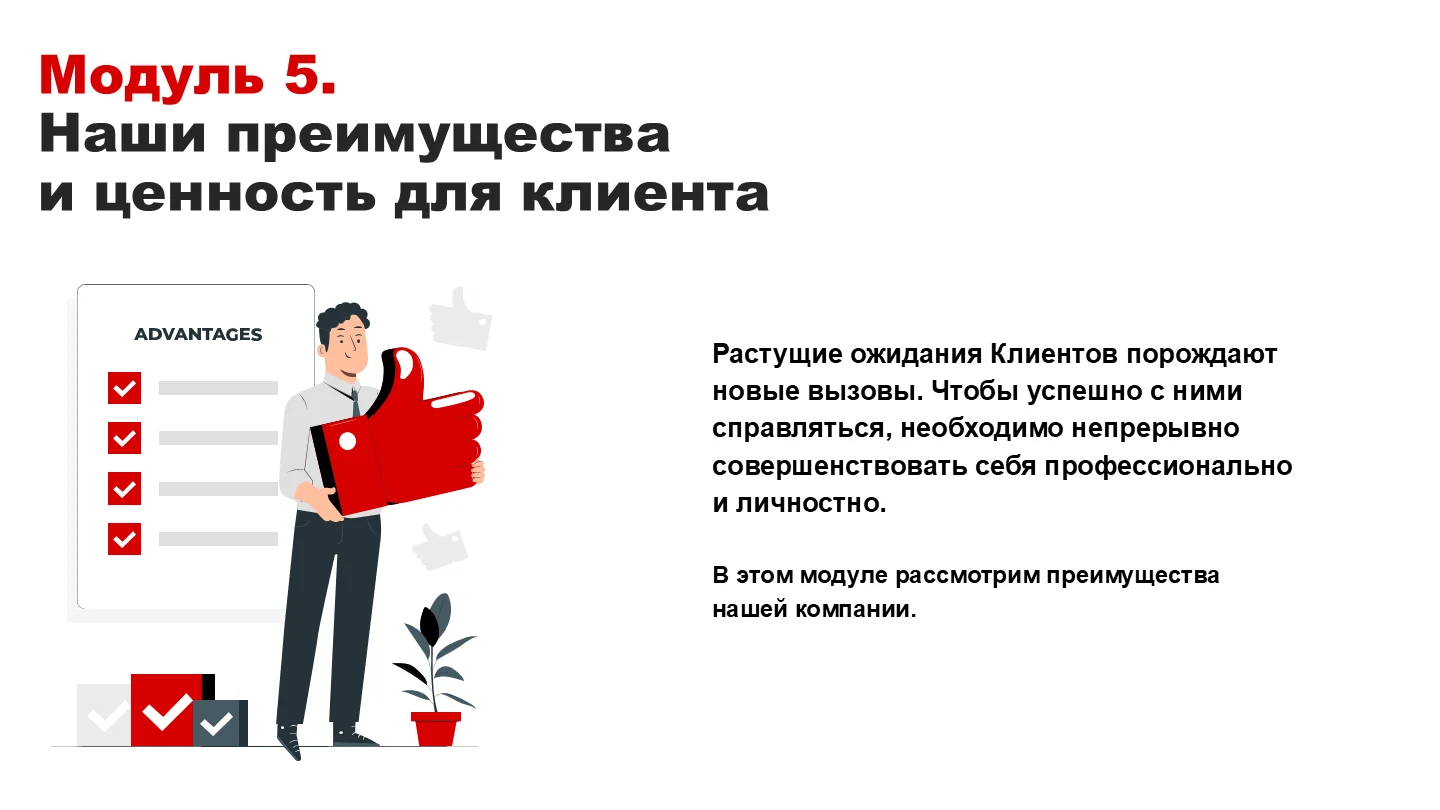 Модуль 5.
Наши преимущества
и ценность для клиента
ADVANTAGES
Растущие ожидания Клиентов порождают
новые вызовы. Чтобы успешно с ними
справляться, необходимо непрерывно
совершенствовать себя профессионально
и личностно.
В этом модуле рассмотрим преимущества
нашей компании.